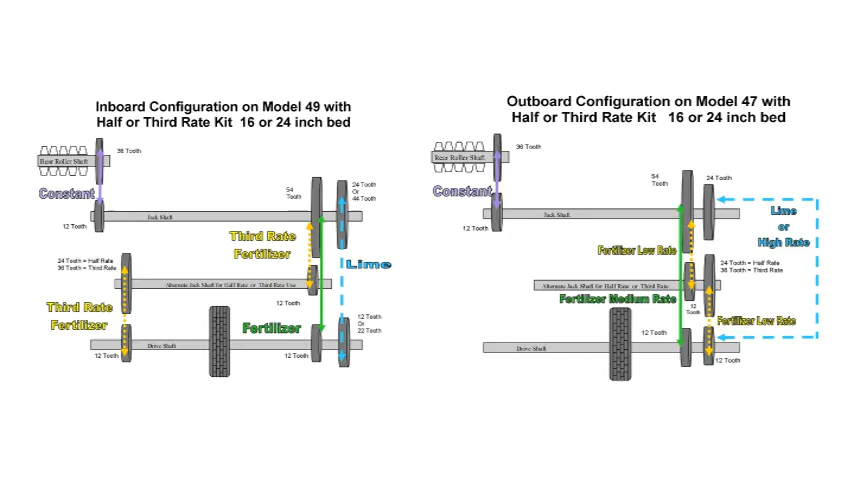 Inboard Configuration on Model 49 with
Half or Third Rate Kit 16 or 24 inch bed
36 Tooth
Rear Roller Shaft
Constant
12 Tooth
54
Tooth
24 Tooth
Or
44 Tooth
Jack Shaft
Third Rate
Fertilizer
Lime
24 Tooth = Half Rate
36 Tooth = Third Rate
Alternate Jack Shaft for Half Rate or Third Rate Use
12 Tooth
Third Rate
Fertilizer
Fertilizer
12 Tooth
Or
22 Tooth
Drive Shaft
12 Tooth
12 Tooth
Outboard Configuration on Model 47 with
Half or Third Rate Kit 16 or 24 inch bed
36 Tooth
Rear Roller Shaft
Constant
12 Tooth
54
Tooth
24 Tooth
Jack Shaft
Lime
or
High Rate
Fertilizer Low Rate
24 Tooth = Half Rate
36 Tooth = Third Rate
Alternate Jack Shaft for Half Rate or Third Rate
Fertilizer Medium Rate
12
Tooth
Fertilizer Low Rate
12 Tooth
Drive Shaft
12 Tooth